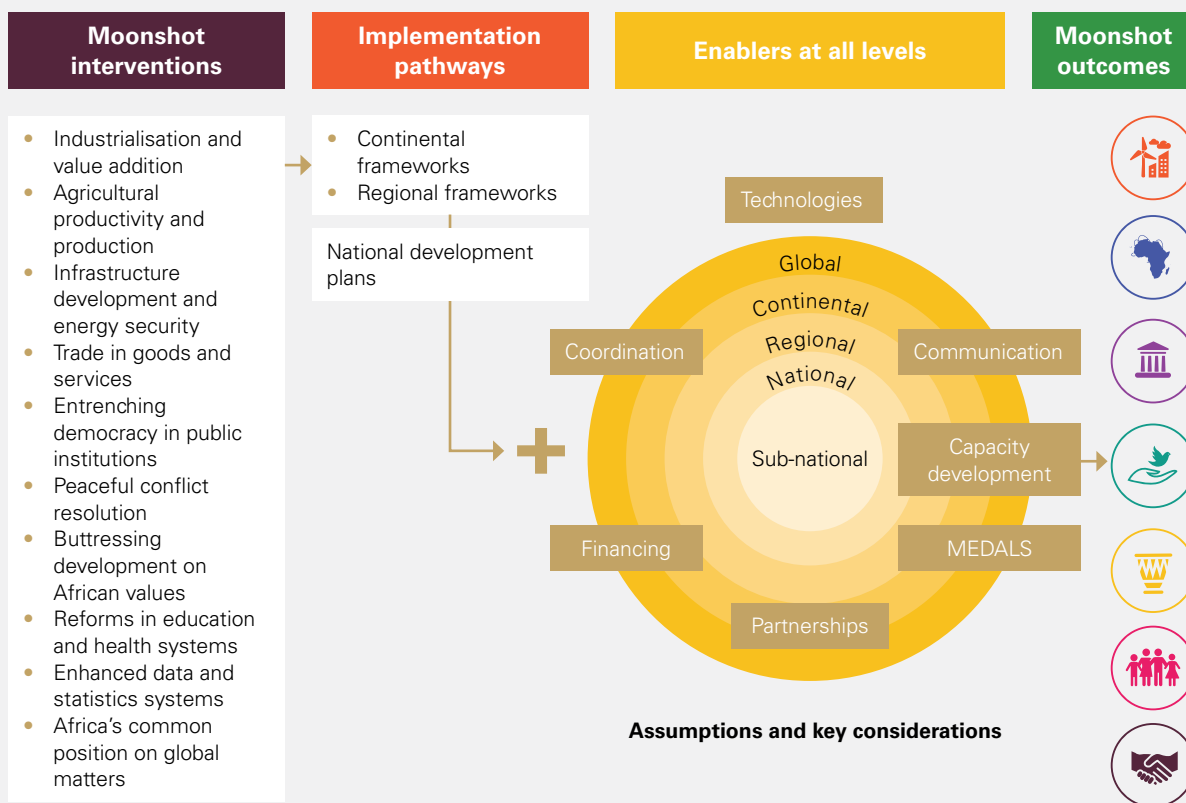 Moonshot
interventions
Implementation
pathways
Enablers at all levels
Moonshot
outcomes
• Industrialisation and
value addition
• Agricultural
productivity and
production
• Infrastructure
development and
energy security
• Trade in goods and
services
• Entrenching
democracy in public
institutions
• Peaceful conflict
resolution
• Buttressing
development on
African values
• Reforms in education
and health systems
• Enhanced data and
statistics systems
• Africa’s common
position on global
matters
• Continental
frameworks
• Regional frameworks
National development
plans
Technologies
Global
Continental
Regional
National
Sub-national
Coordination
Communication
Capacity
development
Financing
MEDALS
Partnerships
Assumptions and key considerations